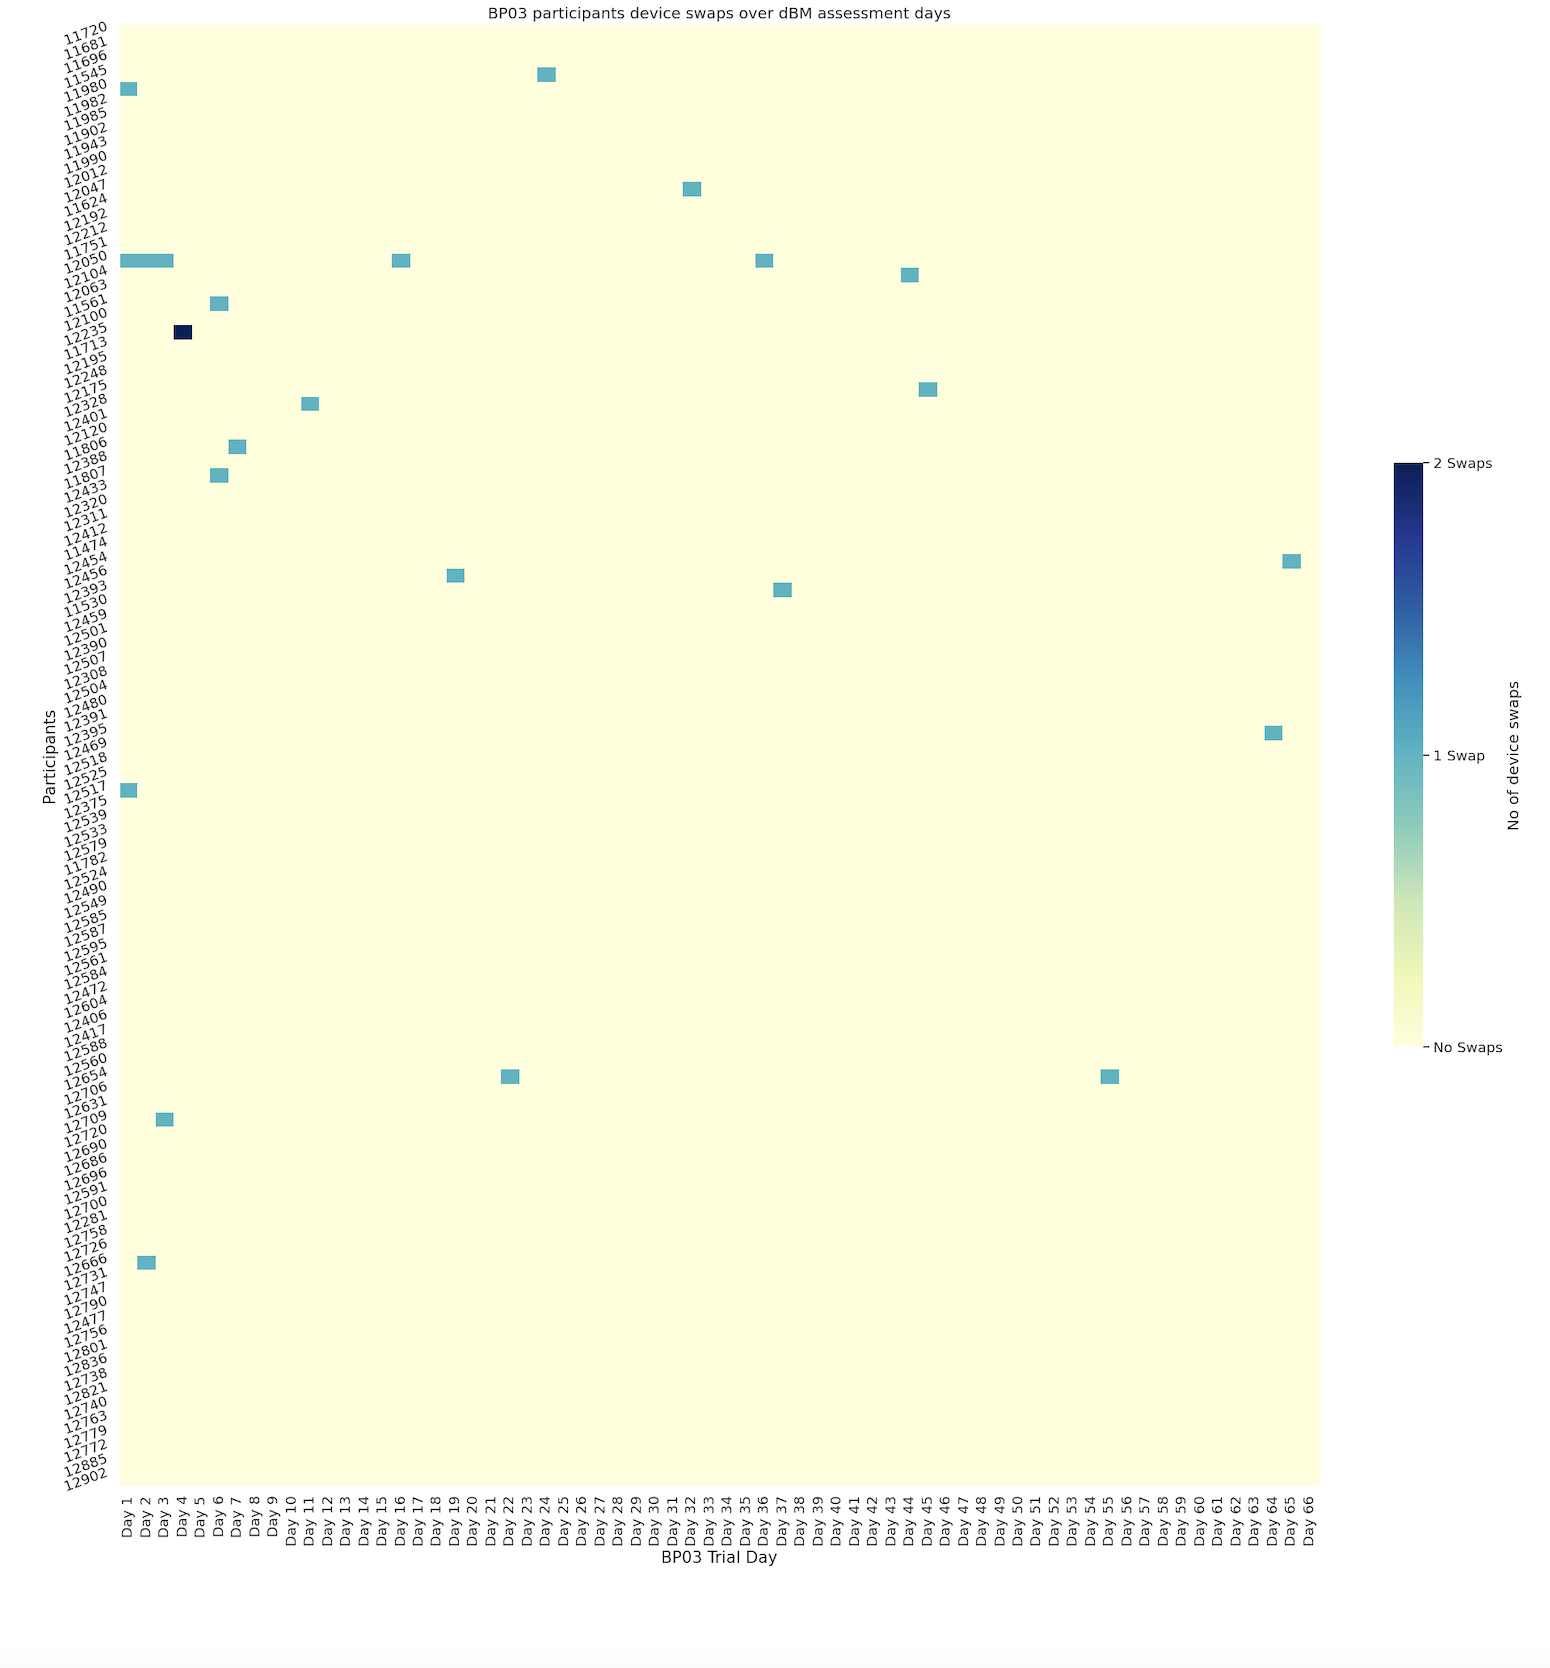 BP03 participants device swaps over dBM assessment days
11720
11681
11696
11545
11980
11982
11985
11902
11943
11990
12012
12047
11624
12192
12212
11751
12050
12104
12063
11561
12100
12235
11713
12195
12248
12175
12328
12401
12120
11806
12388
11807
12433
12320
12311
12412
11474
12454
12456
12393
11530
12459
12501
12390
12507
12308
12504
12480
12391
12395
12469
12518
12525
12517
12375
12539
12533
12579
11782
12524
12490
12549
12585
12587
12595
12561
12584
12472
12604
12406
12417
12588
12560
12654
12706
12631
12709
12720
12690
12686
12696
12591
12700
12281
12758
12726
12666
12731
12747
12790
12477
12756
12801
12836
12738
12821
12740
12763
12779
12772
12885
12902
Participants
Day 1
Day 2
Day 3
Day 4
Day 5
Day 6
Day 7
Day 8
Day 9
Day 10
Day 11
Day 12
Day 13
Day 14
Day 15
Day 16
Day 17
Day 18
Day 19
Day 20
Day 21
Day 22
Day 23
Day 24
Day 25
Day 26
Day 27
Day 28
Day 29
Day 30
Day 31
Day 32
Day 33
Day 34
Day 35
Day 36
Day 37
Day 38
Day 39
Day 40
Day 41
Day 42
Day 43
Day 44
Day 45
Day 46
Day 47
Day 48
Day 49
Day 50
Day 51
Day 52
Day 53
Day 54
Day 55
Day 56
Day 57
Day 58
Day 59
Day 60
Day 61
Day 62
Day 63
Day 64
Day 65
Day 66
BP03 Trial Day
2 Swaps
1 Swap
No Swaps
No of device swaps